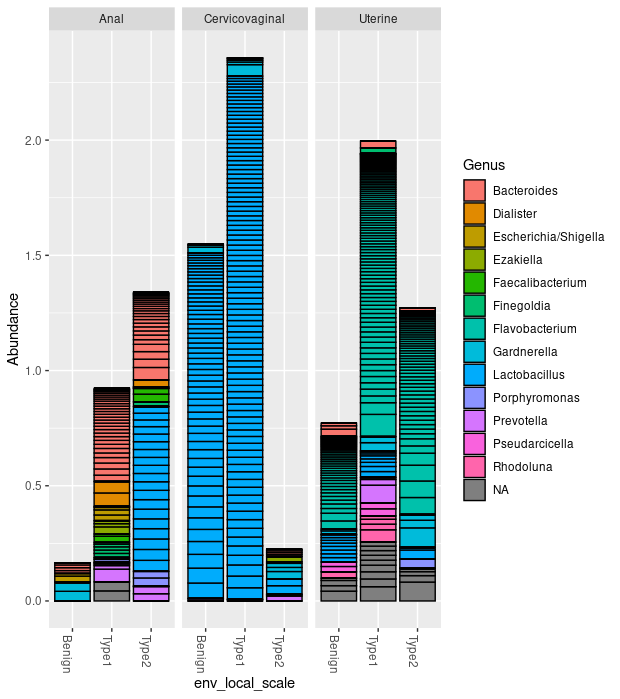 Anal
Cervicovaginal
Uterine
2.0
1.5
1.0
0.5
0.0
Abundance
Benign
Type1
Type2
Benign
Type1
Type2
Benign
Type1
Type2
env_local_scale
Genus
Bacteroides
Dialister
Escherichia/Shigella
Ezakiella
Faecalibacterium
Finegoldia
Flavobacterium
Gardnerella
Lactobacillus
Porphyromonas
Prevotella
Pseudarcicella
Rhodoluna
NA